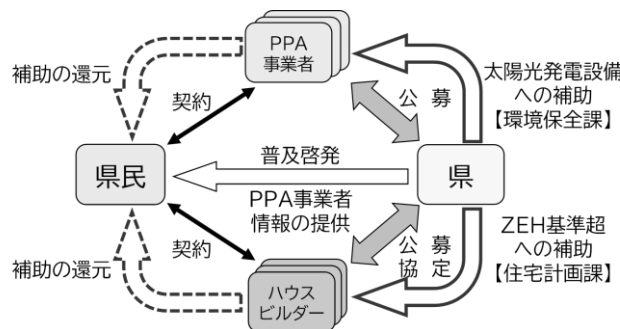 PPA
事業者
補助の還元
契約
公 募
太陽光発電設備
への補助
【環境保全課】
県民
普及啓発
県
PPA事業者
情報の提供
契約
公 募
協 定
ZEH基準超
への補助
【住宅計画課】
補助の還元
ハウス
ビルダー